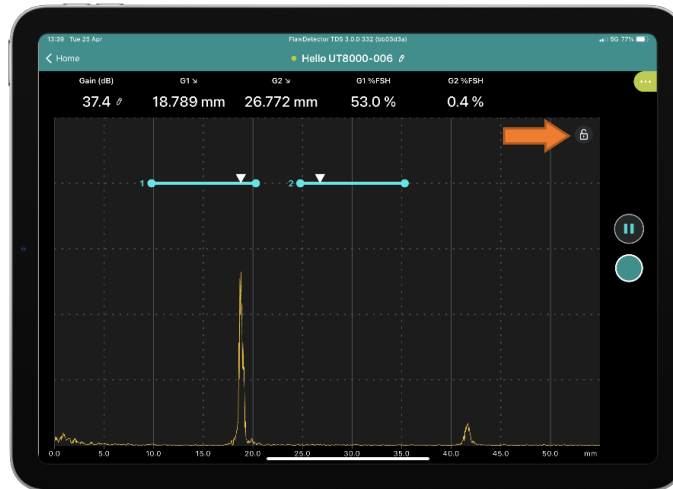 13:39 Tue 25 Apr
FlawDetector TDS 3.0.0 332 (bb03d3a)
5G 77%
Home
Hello UT8000-006
Gain (dB) G1 G2 G1 %FSH G2 %FSH
37.4 18.789 mm 26.772 mm 53.0 % 0.4 %
1 2
0.0 5.0 10.0 15.0 20.0 25.0 30.0 35.0 40.0 45.0 50.0 mm